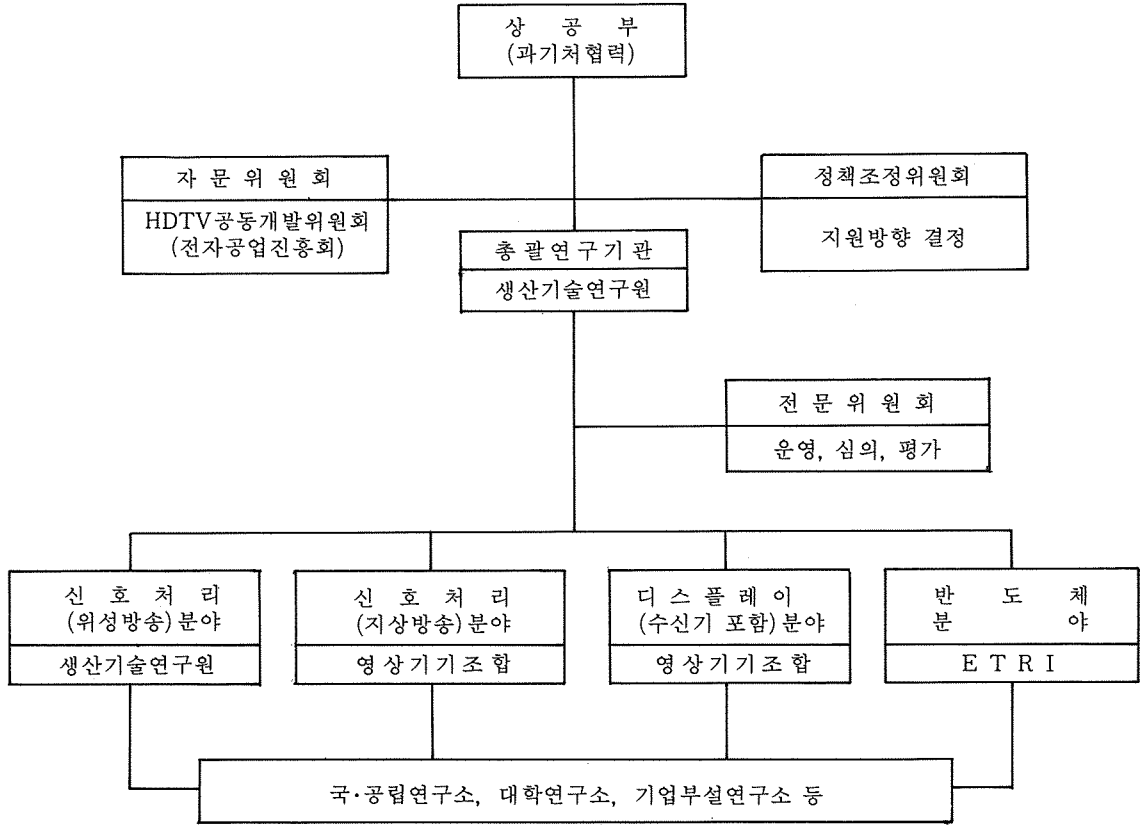 상 공 부
(과기처협력)
자 문 위 원 회
HDTV공동개발위원회
(전자공업진흥회)
정책조정위원회
지원방향 결정
총괄연구기관
생산기술연구원
전 문 위 원 회
운영, 심의, 평가
신 호 처 리
(위성방송)분야
생산기술연구원
신 호 처 리
(지상방송)분야
영상기기조합
디 스 플 레 이
(수신기 포함)분야
영상기기조합
반 도 체
분 야
E T R I
국·공립연구소, 대학연구소, 기업부설연구소 등